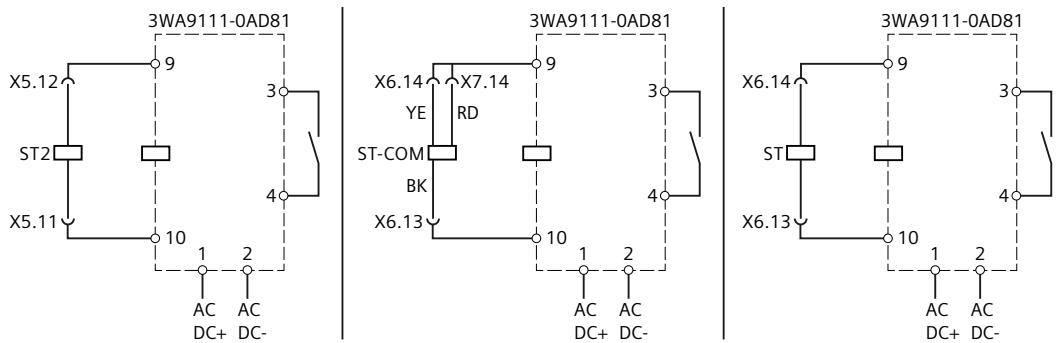 3WA9111-0AD81
9
X5.12
3
ST2
4
X5.11
10
1 2
AC AC
DC+ DC-
3WA9111-0AD81
9
X6.14 X7.14
3
YE RD
ST-COM
BK
4
X6.13
10
1 2
AC AC
DC+ DC-
3WA9111-0AD81
9
X6.14
3
ST
4
X6.13
10
1 2
AC AC
DC+ DC-